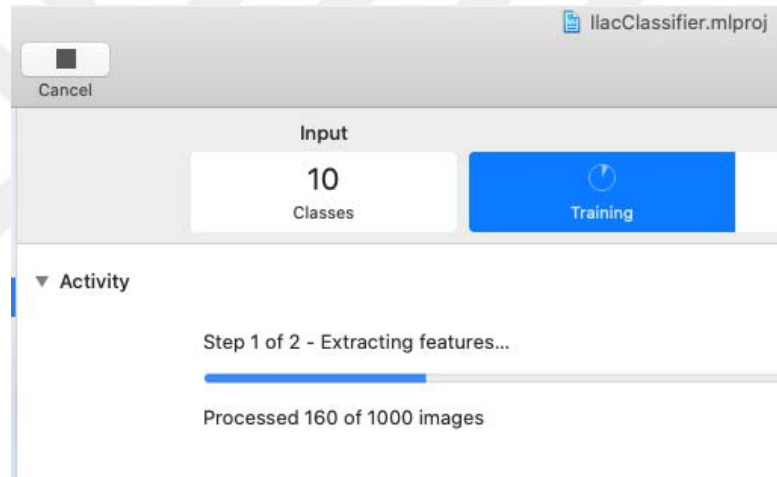 IlacClassifier.mlproj
Cancel
Input
10
Classes
Training
Activity
Step 1 of 2 - Extracting features...
Processed 160 of 1000 images